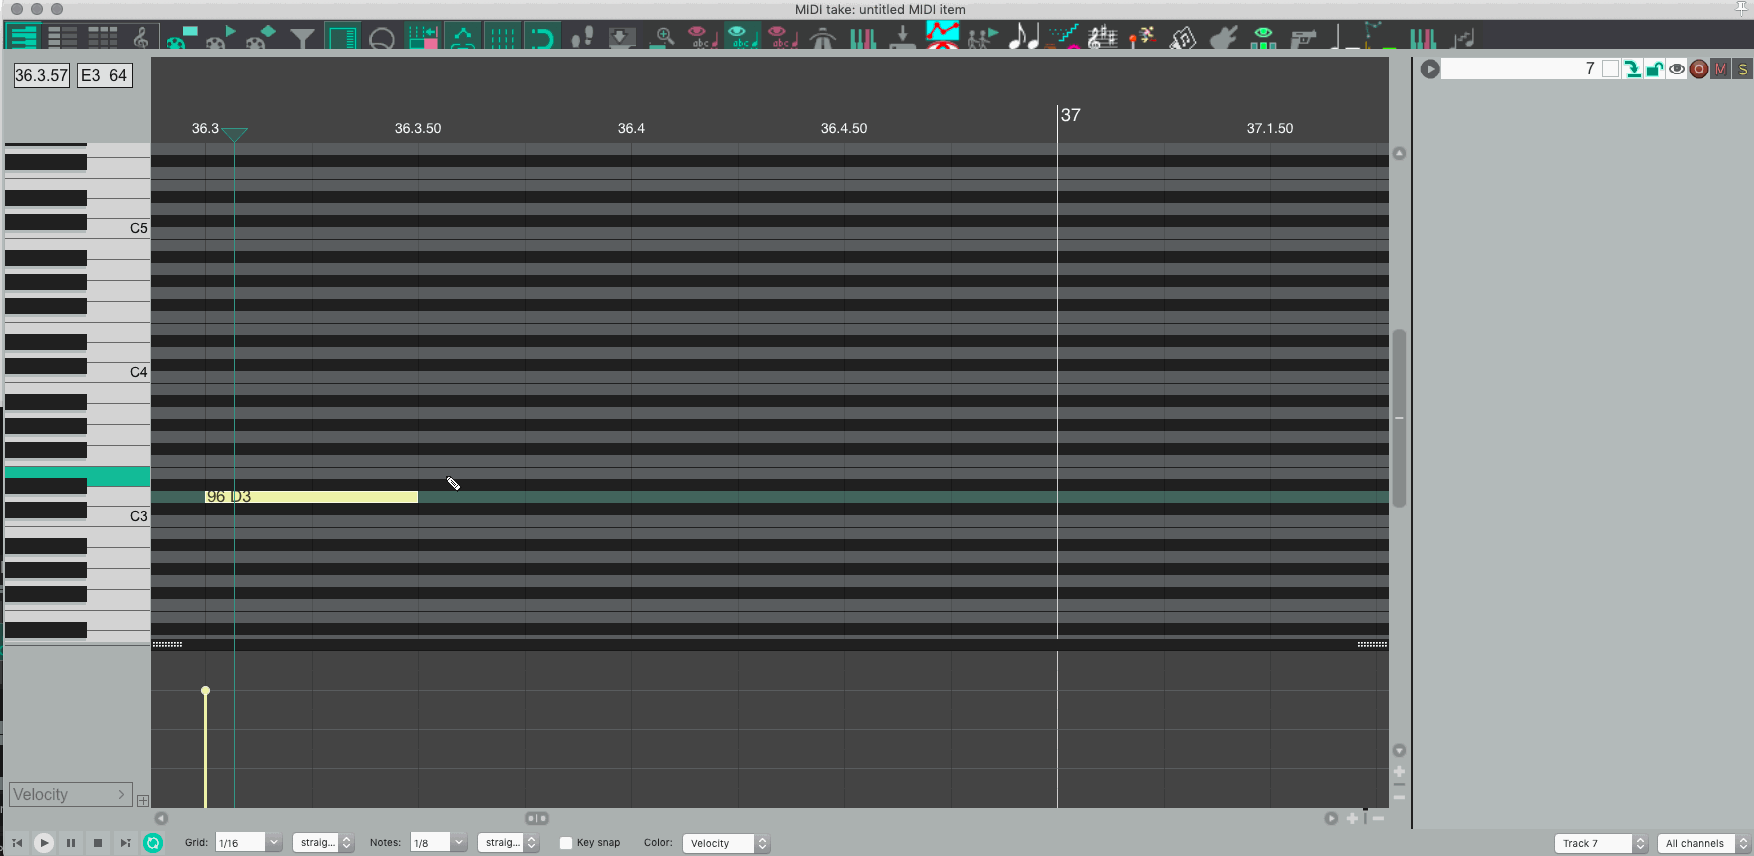 MIDI take: untitled MIDI item
36.3.57 E3 64
7 M S
37
36.3 36.3.50 36.4 36.4.50 37.1.50
C5
C4
96 D3
C3
Velocity
Grid: 1/16 straig... Notes: 1/8 straig... Key snap Color: Velocity Track 7 All channels